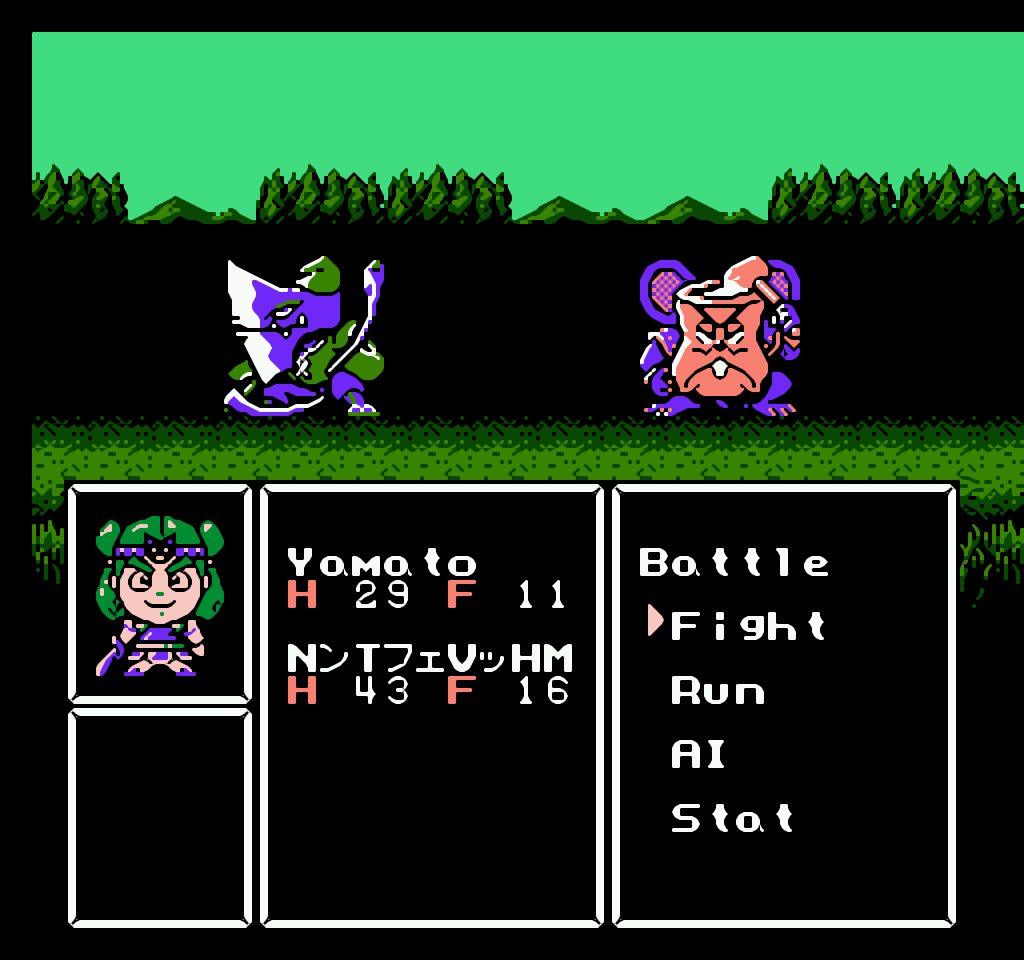 Yamato
H 29 F 11
NンTフェVッHM
H 43 F 16
Battle
Fight
Run
AI
Stat